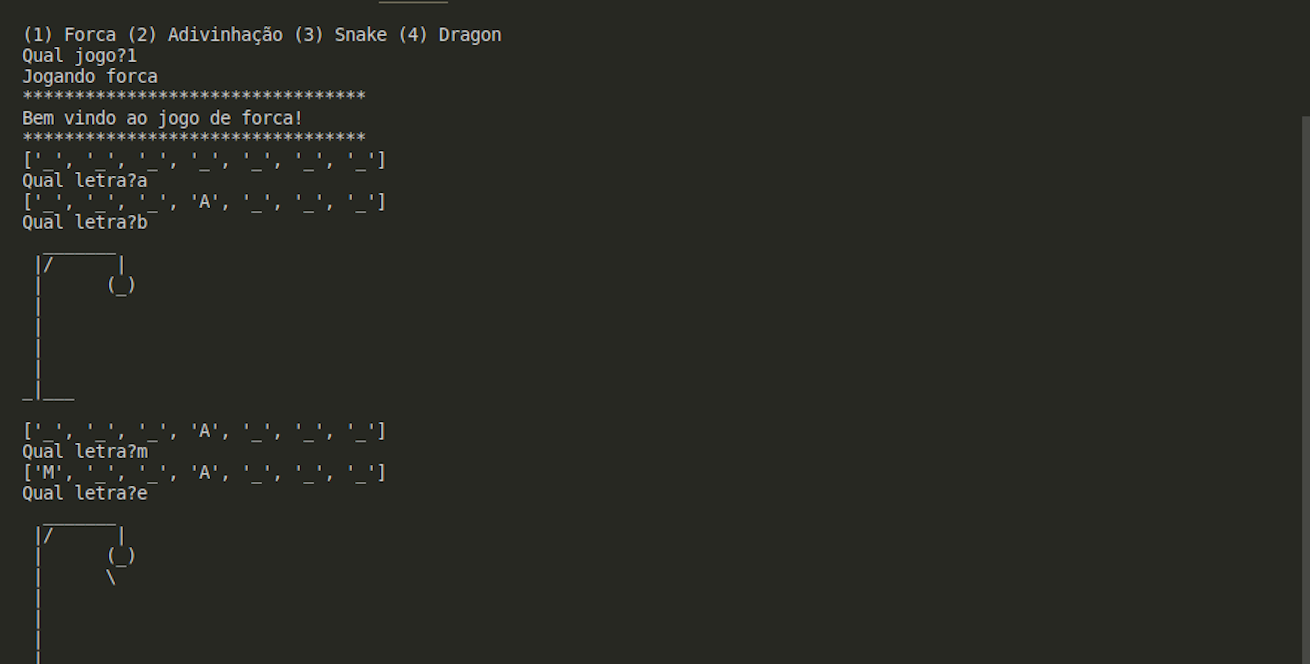 (1) Forca (2) Adivinhação (3) Snake (4) Dragon
Qual jogo?1
Jogando forca
*********************************
Bem vindo ao jogo de forca!
*********************************
['_', '_', '_', '_', '_', '_', '_']
Qual letra?a
['_', '_', '_', 'A', '_', '_', '_']
Qual letra?b
  _______
 |/      |
 |      (_)
 |
 |
 |
 |
_|___
['_', '_', '_', 'A', '_', '_', '_']
Qual letra?m
['M', '_', '_', 'A', '_', '_', '_']
Qual letra?e
  _______
 |/      |
 |      (_)
 |      \
 |
 |
 |
 |